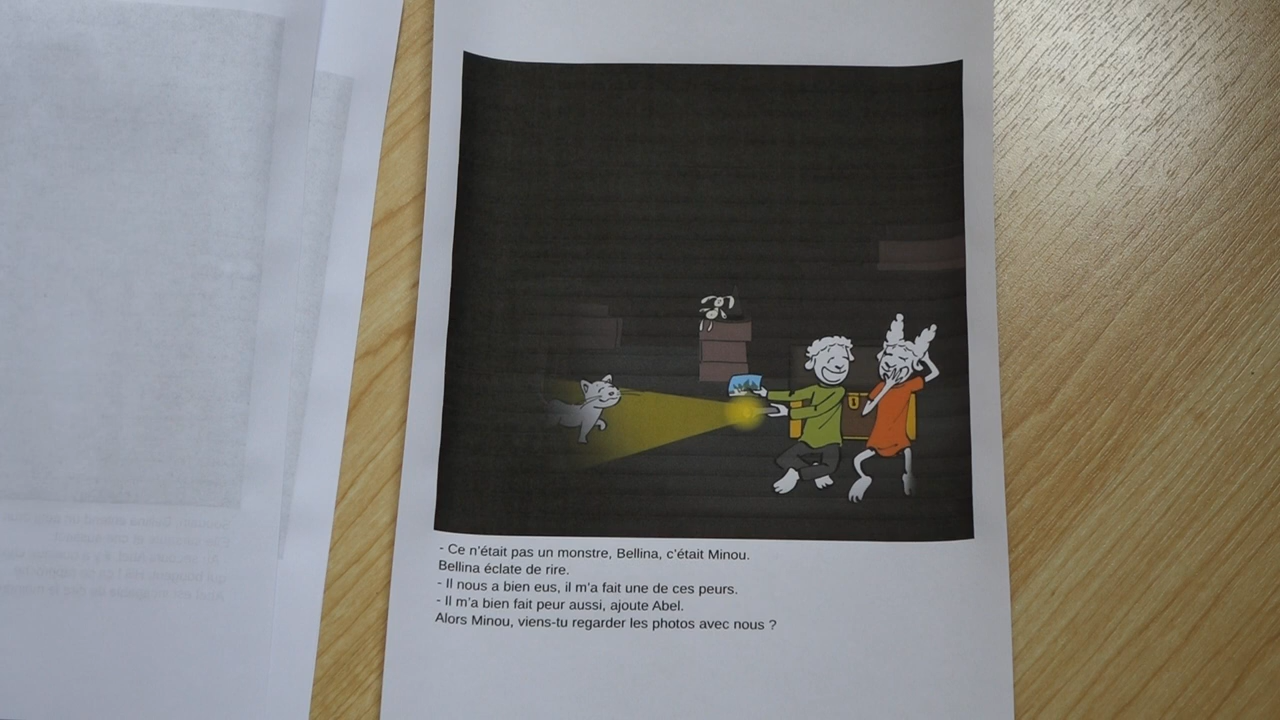 - Ce n'était pas un monstre, Bellina, c'était Minou.
Bellina éclate de rire.
- Il nous a bien eus, il m'a fait une de ces peurs.
- Il m'a bien fait peur aussi, ajoute Abel.
Alors Minou, viens-tu regarder les photos avec nous ?